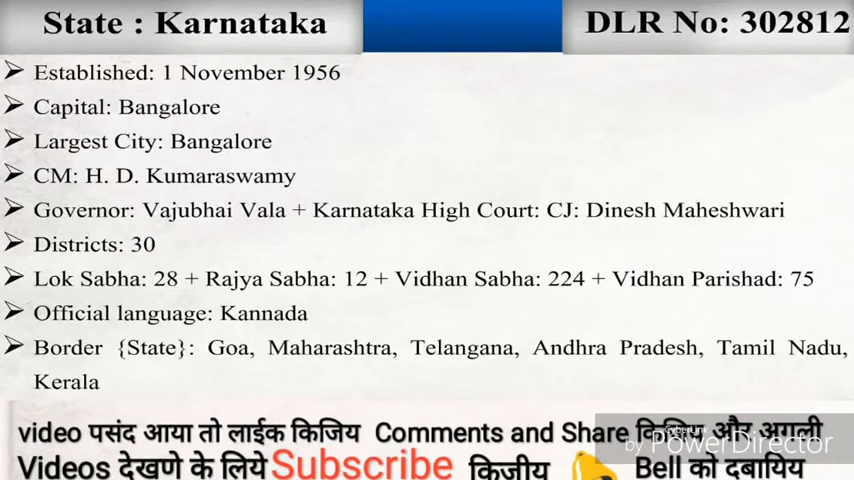 State : Karnataka
DLR No: 302812
➢ Established: 1 November 1956
➢ Capital: Bangalore
➢ Largest City: Bangalore
➢ CM: H. D. Kumaraswamy
➢ Governor: Vajubhai Vala + Karnataka High Court: CJ: Dinesh Maheshwari
➢ Districts: 30
➢ Lok Sabha: 28 + Rajya Sabha: 12 + Vidhan Sabha: 224 + Vidhan Parishad: 75
➢ Official language: Kannada
➢ Border {State}: Goa, Maharashtra, Telangana, Andhra Pradesh, Tamil Nadu,
Kerala
video पसंद आया तो लाईक किजिय Comments and Share किजिय और अगली
CyberLink
by PowerDirector
Videos देखणे के लिये Subscribe किजीय Bell को दबायिय